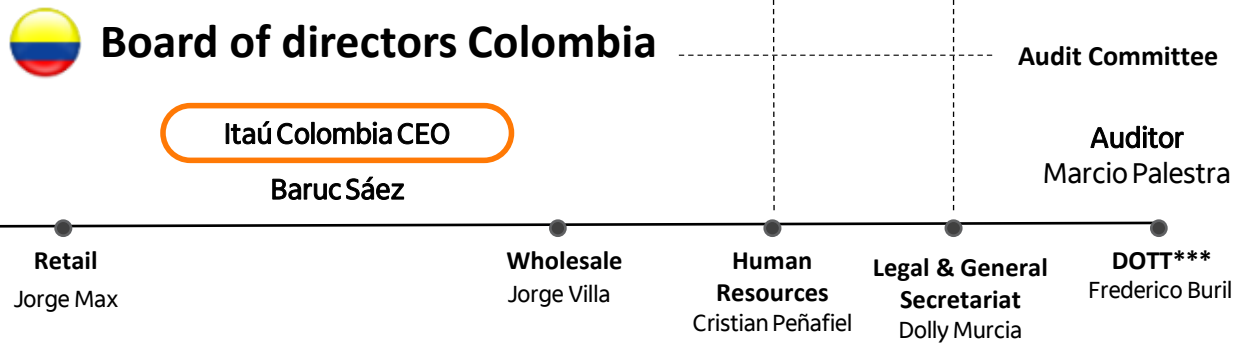 Board of directors Colombia
Audit Committee
Itaú Colombia CEO
Baruc Sáez
Auditor
Marcio Palestra
Retail
Jorge Max
Wholesale
Jorge Villa
Human
Resources
Cristian Peñafiel
Legal & General
Secretariat
Dolly Murcia
DOTT***
Frederico Buril